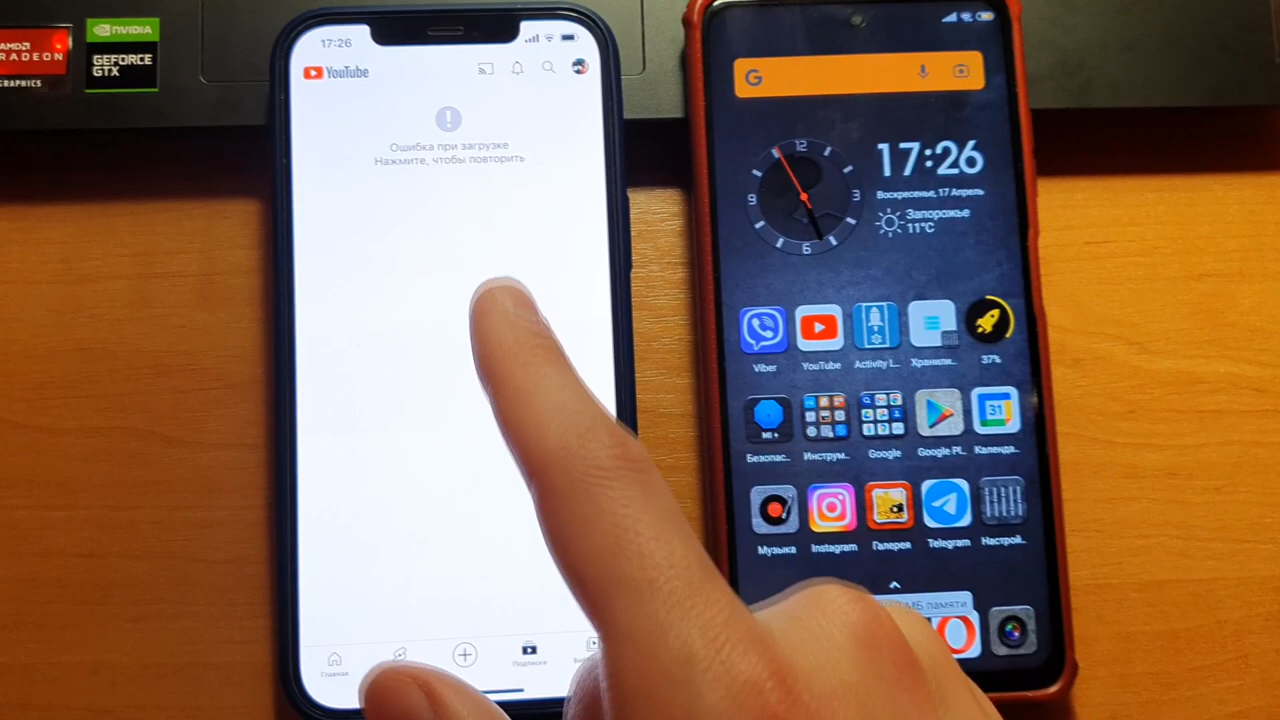 AMD
RADEON
GRAPHICS
NVIDIA
GEFORCE
GTX
17:26
YouTube
Ошибка при загрузке
Нажмите, чтобы повторить
Главная
Подписки
G
12
3
6
9
17:26
Воскресенье, 17 Апрель
Запорожье
11°C
Viber
YouTube
Activity L..
Хранили..
37%
MI +
31
Безопас..
Инструм..
Google
Google Pl..
Календа..
Музыка
Instagram
Галерея
Telegram
Настрой..
МБ памяти